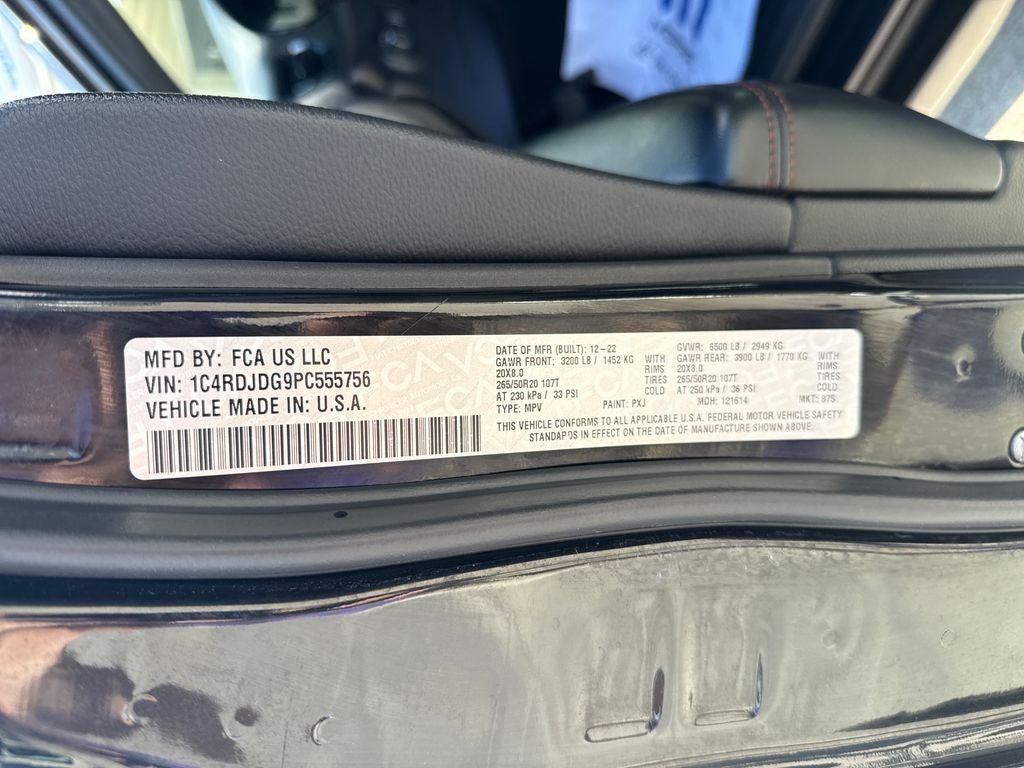 MFD BY: FCA US LLC
VIN: 1C4RDJDG9PC555756
VEHICLE MADE IN: U.S.A.
DATE OF MFR (BUILT): 12-22
GAWR FRONT: 3200 LB / 1452 KG WITH
20X8.0 RIMS
265/50R20 107T TIRES
AT 230 kPa / 33 PSI COLD
TYPE: MPV PAINT: PXJ
GVWR: 6500 LB / 2949 KG
GAWR REAR: 3900 LB / 1770 KG WITH
20X8.0 RIMS
265/50R20 107T TIRES
AT 250 kPa / 36 PSI COLD
MDH: 121614 MKT: 87S
THIS VEHICLE CONFORMS TO ALL APPLICABLE U.S.A. FEDERAL MOTOR VEHICLE SAFETY
STANDARDS IN EFFECT ON THE DATE OF MANUFACTURE SHOWN ABOVE.